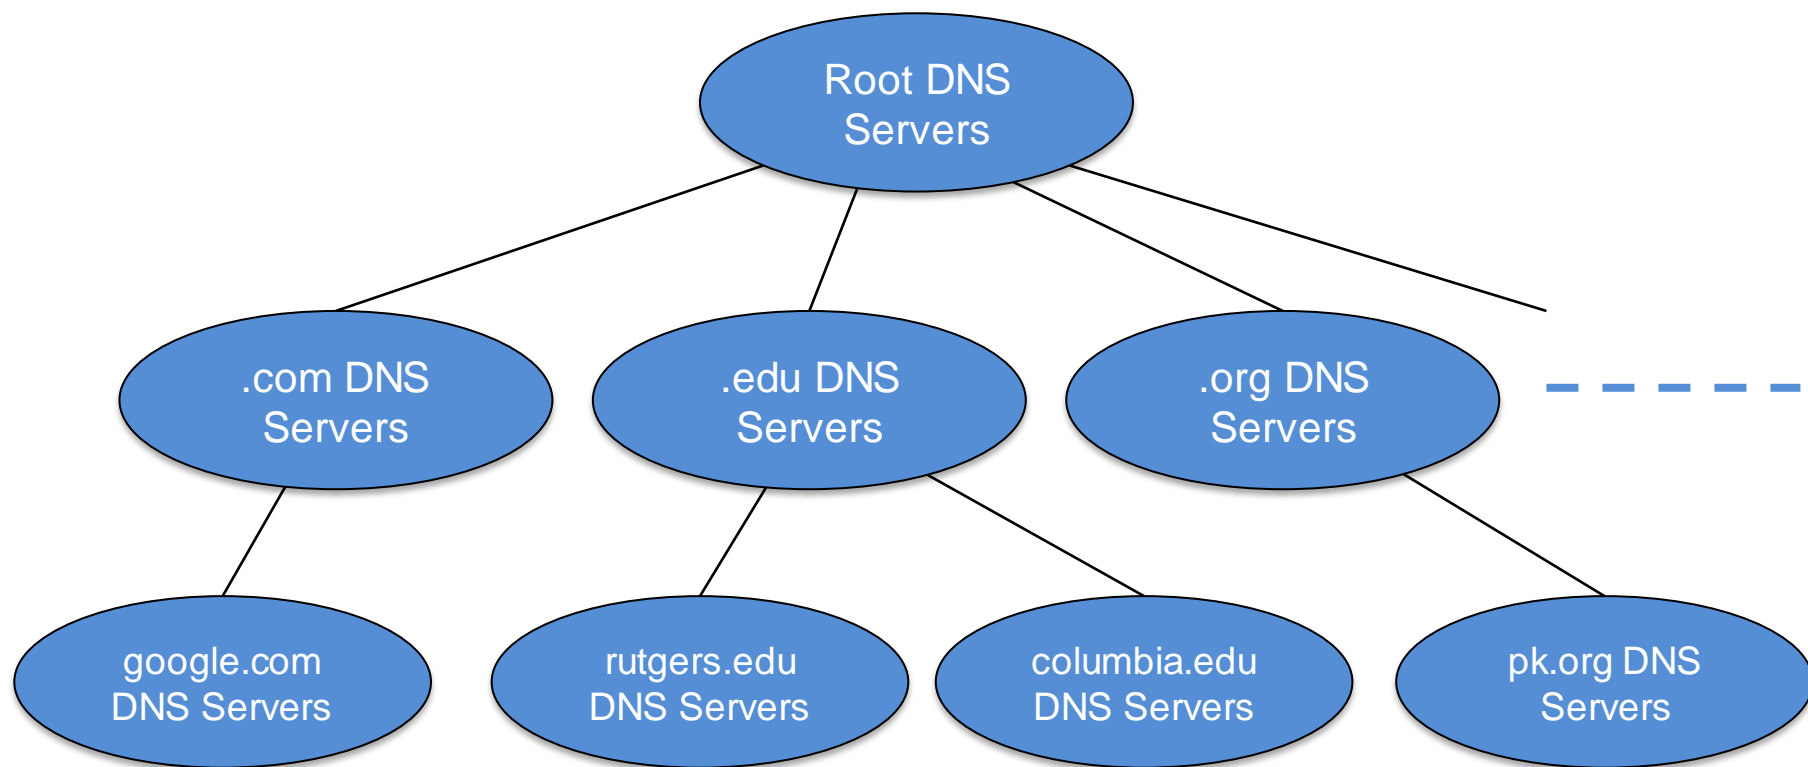 Root DNS
Servers
.com DNS
Servers
.edu DNS
Servers
.org DNS
Servers
google.com
DNS Servers
rutgers.edu
DNS Servers
columbia.edu
DNS Servers
pk.org DNS
Servers